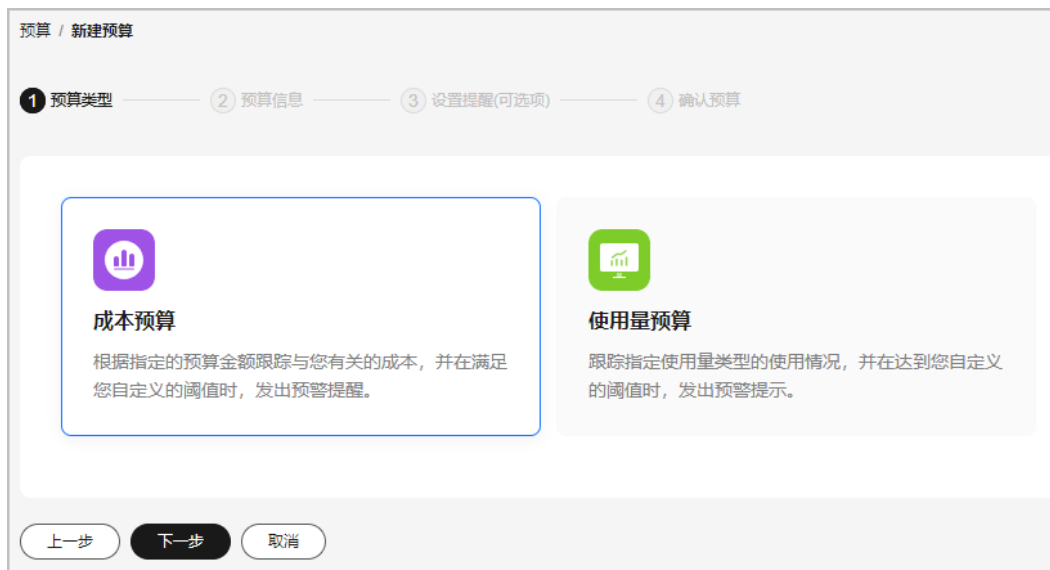 预算 / 新建预算
1 预算类型 2 预算信息 3 设置提醒(可选项) 4 确认预算
成本预算
根据指定的预算金额跟踪与您有关的成本，并在满足
您自定义的阈值时，发出预警提醒。
使用量预算
跟踪指定使用量类型的使用情况，并在达到您自定义
的阈值时，发出预警提示。
上一步 下一步 取消